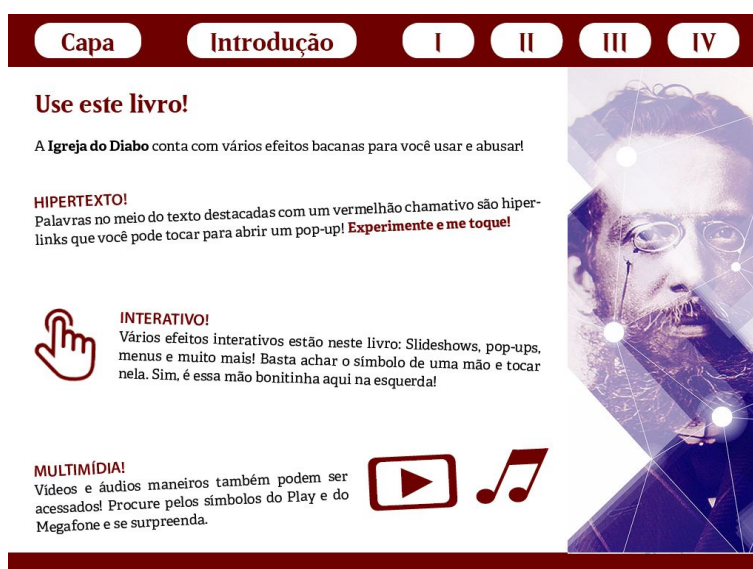 Capa Introdução I II III IV
Use este livro!
A Igreja do Diabo conta com vários efeitos bacanas para você usar e abusar!
HIPERTEXTO!
Palavras no meio do texto destacadas com um vermelhão chamativo são hiper-
links que você pode tocar para abrir um pop-up! Experimente e me toque!
INTERATIVO!
Vários efeitos interativos estão neste livro: Slideshows, pop-ups,
menus e muito mais! Basta achar o símbolo de uma mão e tocar
nela. Sim, é essa mão bonitinha aqui na esquerda!
MULTIMÍDIA!
Vídeos e áudios maneiros também podem ser
acessados! Procure pelos símbolos do Play e do
Megafone e se surpreenda.